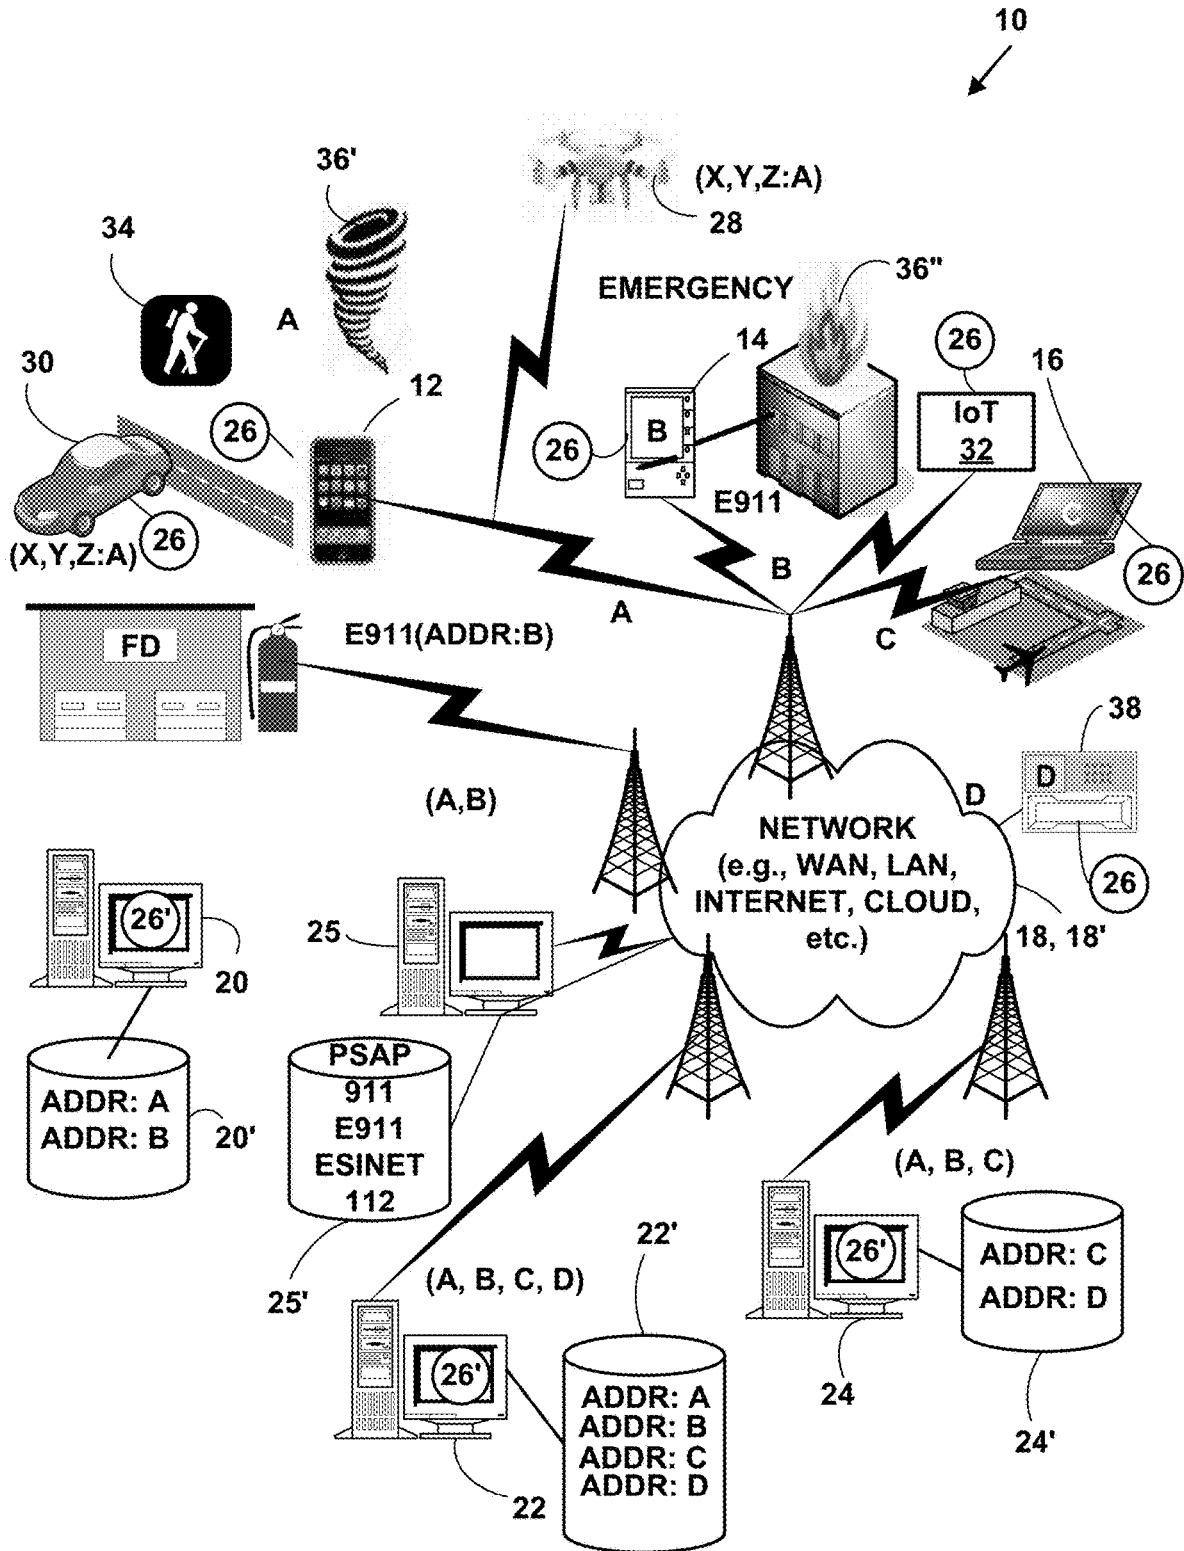 10
36'
(X,Y,Z:A)
28
34
36"
EMERGENCY
A
14
26
16
30
12
IoT
32
26
B
26
E911
26
(X,Y,Z:A)
26
B
A
C
FD
E911(ADDR:B)
38
D
D
(A,B)
NETWORK
(e.g., WAN, LAN,
INTERNET, CLOUD,
etc.)
26
26'
25
18, 18'
20
PSAP
911
E911
ESINET
112
ADDR: A
ADDR: B
20'
(A, B, C)
22'
26'
ADDR: C
ADDR: D
(A, B, C, D)
25'
26'
24
ADDR: A
ADDR: B
ADDR: C
ADDR: D
24'
22